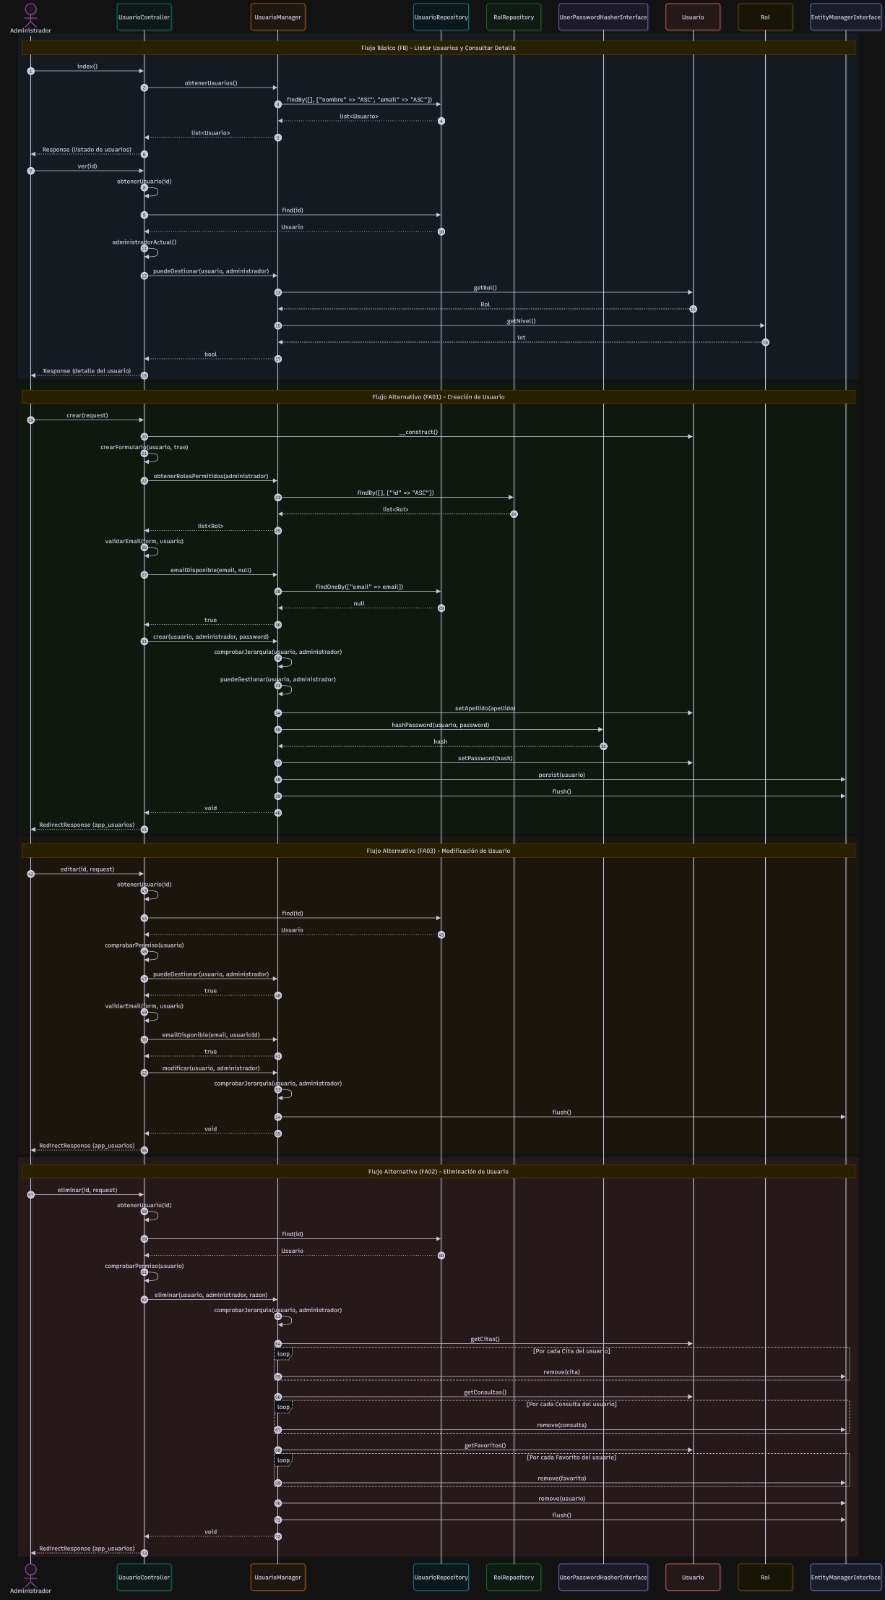 Administrador
UsuarioController
UsuarioManager
UsuarioRepository
RolRepository
UserPasswordHasherInterface
Usuario
Rol
EntityManagerInterface
Flujo Básico (FB) - Listar Usuarios y Consultar Detalle
index()
obtenerUsuarios()
findBy([], ["nombre" => "ASC", "email" => "ASC"])
list<Usuario>
list<Usuario>
Response (listado de usuarios)
ver(id)
obtenerUsuario(id)
find(id)
Usuario
administradorActual()
puedeGestionar(usuario, administrador)
getRol()
Rol
getNivel()
int
bool
Response (detalle del usuario)
Flujo Alternativo (FA01) - Creación de Usuario
crear(request)
__construct()
crearFormulario(usuario, true)
obtenerRolesPermitidos(administrador)
findBy([], ["id" => "ASC"])
list<Rol>
list<Rol>
validarEmail(form, usuario)
emailDisponible(email, null)
findOneBy(["email" => email])
null
true
crear(usuario, administrador, password)
comprobarJerarquia(usuario, administrador)
puedeGestionar(usuario, administrador)
setApellido(apellido)
hashPassword(usuario, password)
hash
setPassword(hash)
persist(usuario)
flush()
void
RedirectResponse (app_usuarios)
Flujo Alternativo (FA03) - Modificación de Usuario
editar(id, request)
obtenerUsuario(id)
find(id)
Usuario
comprobarPermiso(usuario)
puedeGestionar(usuario, administrador)
true
validarEmail(form, usuario)
emailDisponible(email, usuarioId)
true
modificar(usuario, administrador)
comprobarJerarquia(usuario, administrador)
flush()
void
RedirectResponse (app_usuarios)
Flujo Alternativo (FA02) - Eliminación de Usuario
eliminar(id, request)
obtenerUsuario(id)
find(id)
Usuario
comprobarPermiso(usuario)
eliminar(usuario, administrador, razon)
comprobarJerarquia(usuario, administrador)
getCitas()
loop
[Por cada Cita del usuario]
remove(cita)
getConsultas()
loop
[Por cada Consulta del usuario]
remove(consulta)
getFavoritos()
loop
[Por cada Favorito del usuario]
remove(favorito)
remove(usuario)
flush()
void
RedirectResponse (app_usuarios)
Administrador
UsuarioController
UsuarioManager
UsuarioRepository
RolRepository
UserPasswordHasherInterface
Usuario
Rol
EntityManagerInterface